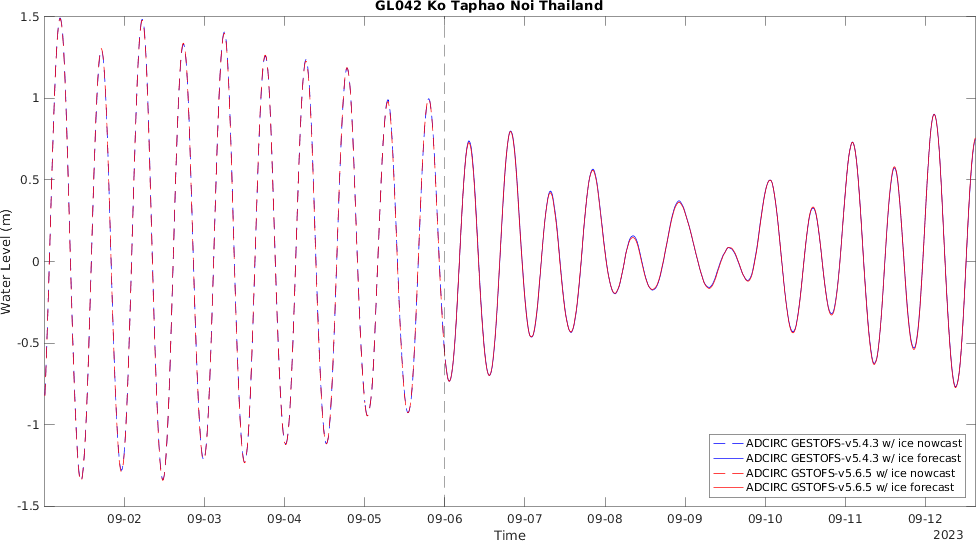 GL042 Ko Taphao Noi Thailand
1.5
1
0.5
0
-0.5
-1
-1.5
Water Level (m)
ADCIRC GESTOFS-v5.4.3 w/ ice nowcast
ADCIRC GESTOFS-v5.4.3 w/ ice forecast
ADCIRC GSTOFS-v5.6.5 w/ ice nowcast
ADCIRC GSTOFS-v5.6.5 w/ ice forecast
09-02 09-03 09-04 09-05 09-06 09-07 09-08 09-09 09-10 09-11 09-12
Time
2023